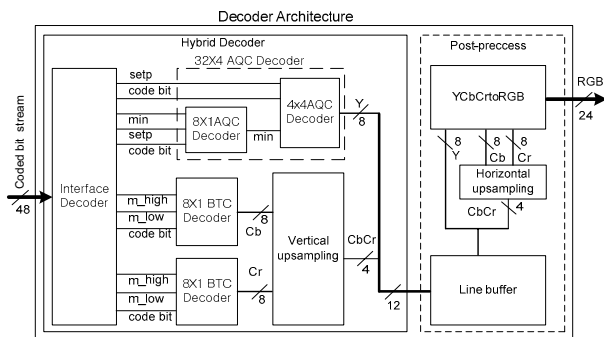 Decoder Architecture
Hybrid Decoder
32X4 AQC Decoder
Post-preccess
setp
code bit
min
setp
code bit
8X1AQC
Decoder
min
4x4AQC
Decoder
Y
8
YCbCrtoRGB
RGB
24
8
Y
8
Cb
8
Cr
Horizontal
upsampling
4
CbCr
Coded bit stream
48
Interface
Decoder
m_high
m_low
code bit
8X1 BTC
Decoder
8
Cb
Vertical
upsampling
CbCr
4
m_high
m_low
code bit
8X1 BTC
Decoder
Cr
8
12
Line buffer